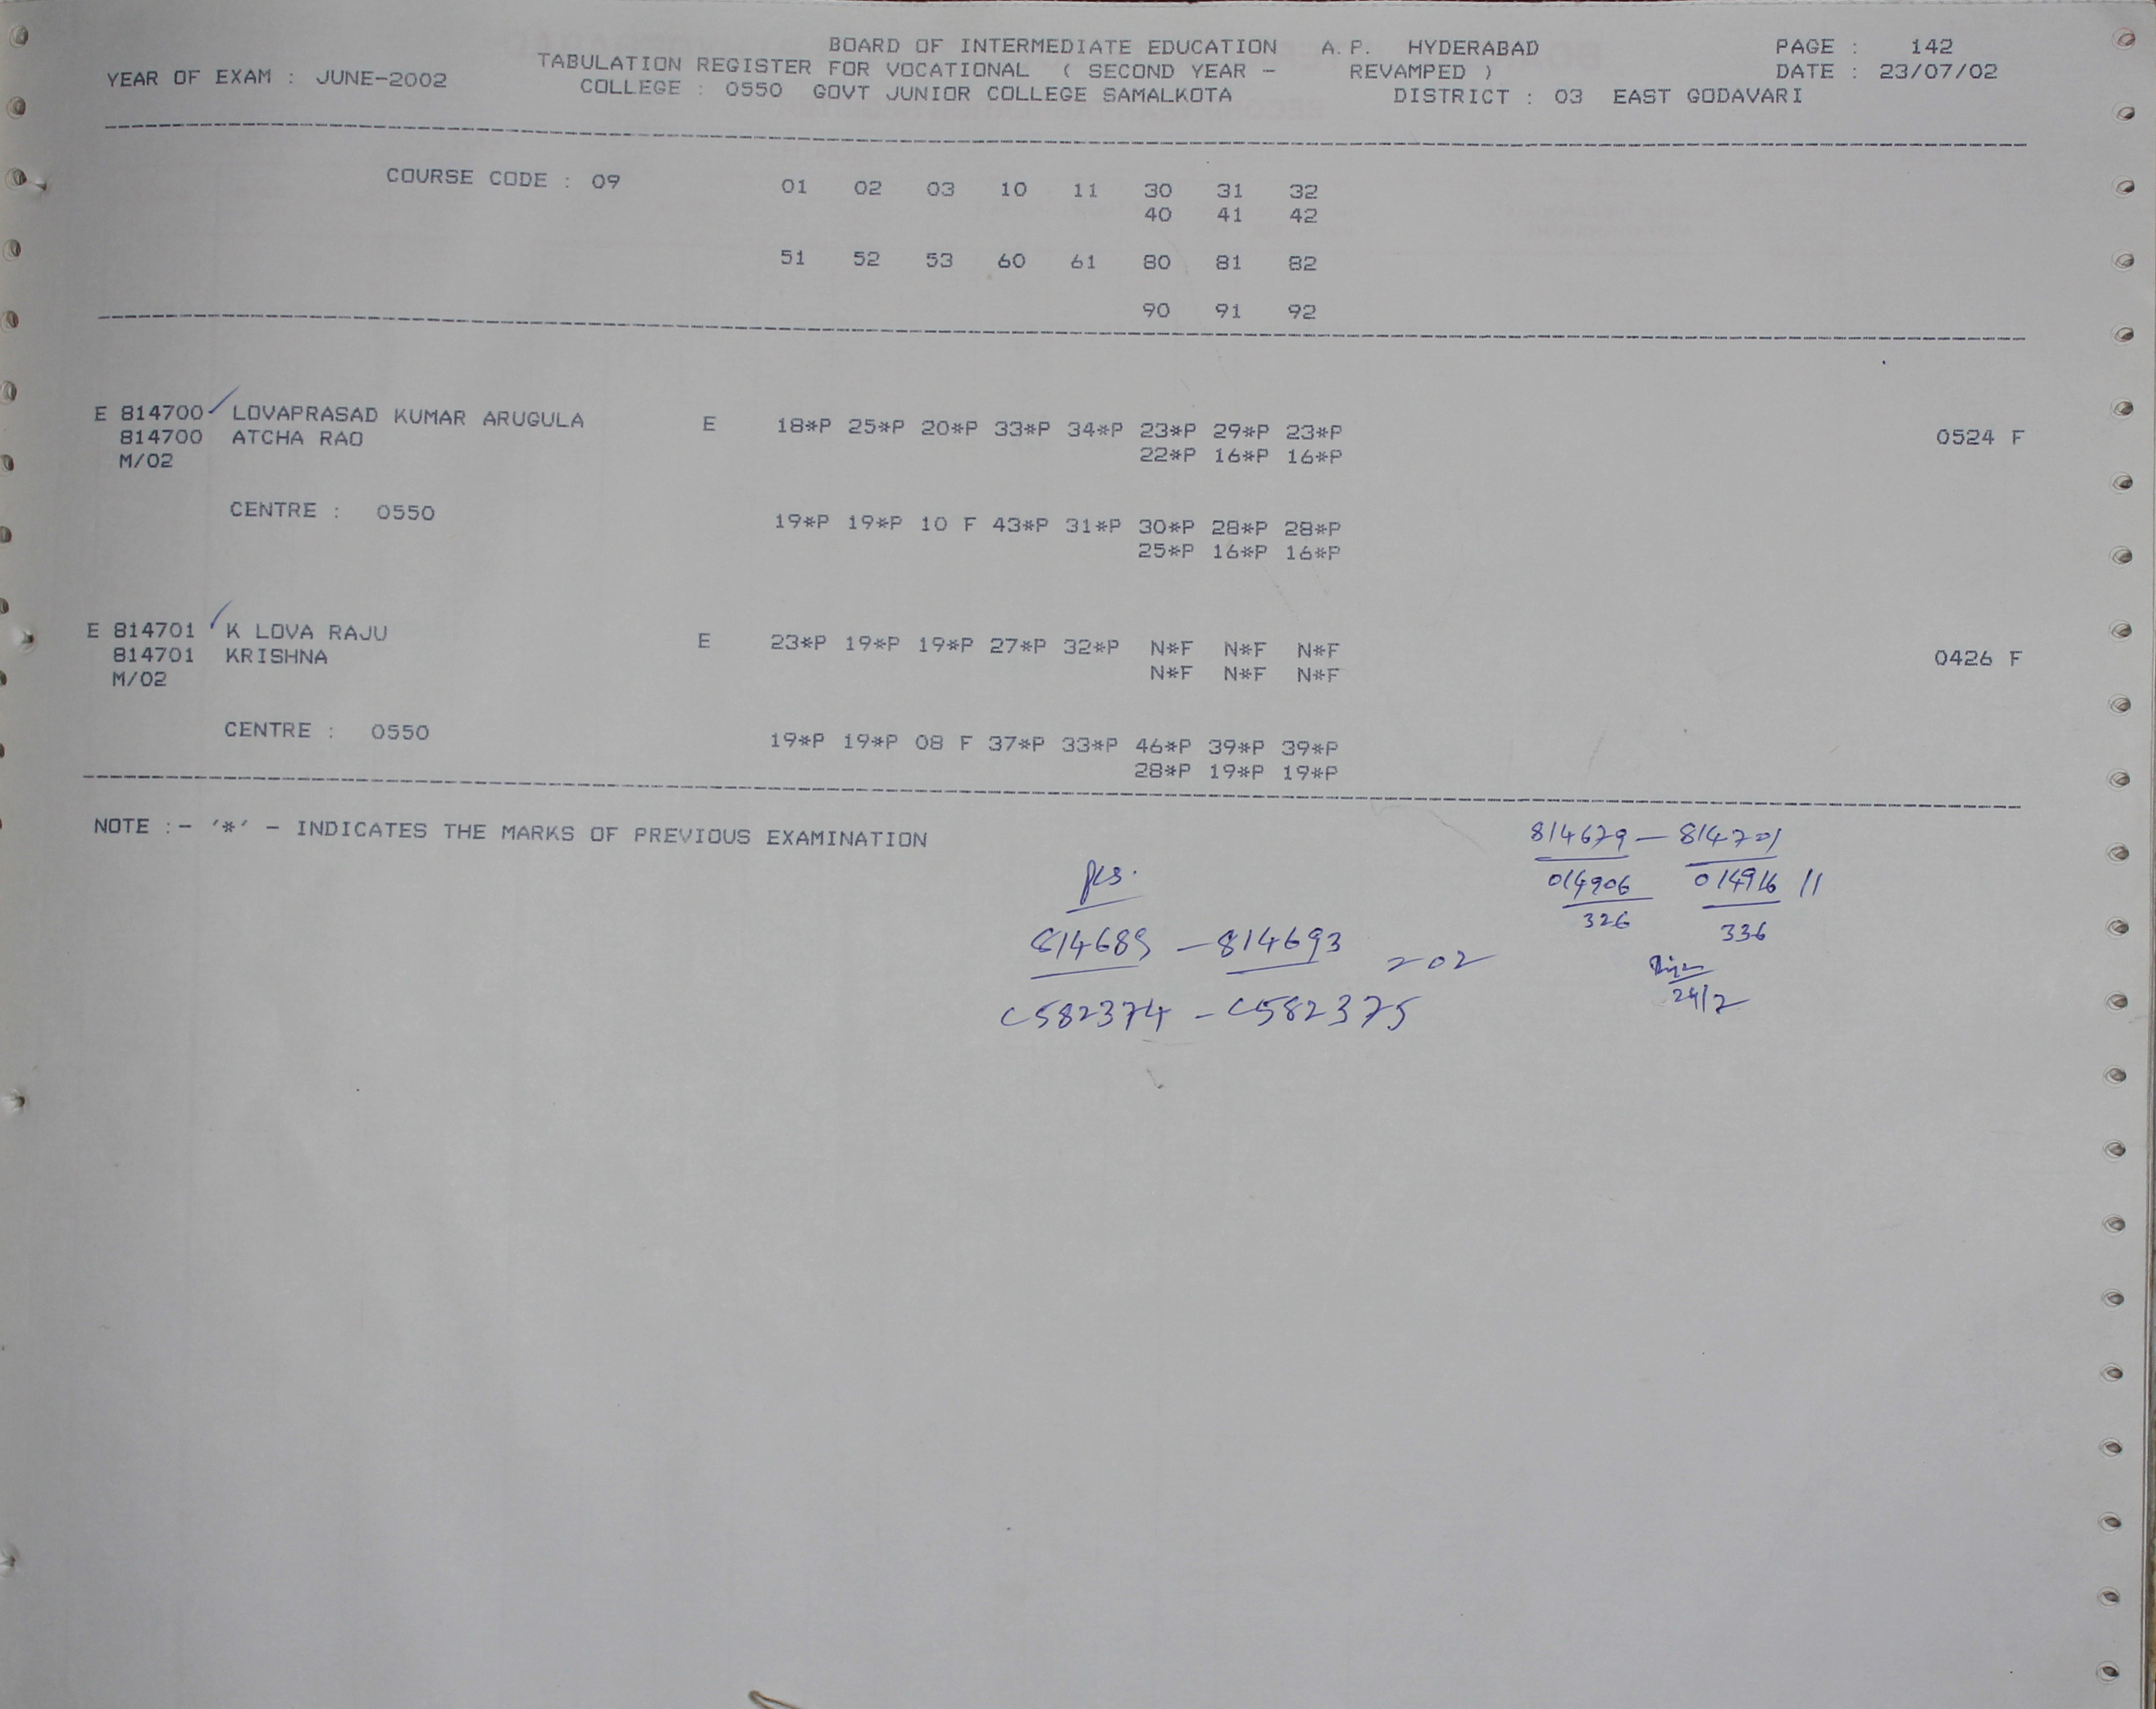 BOARD OF INTERMEDIATE EDUCATION A.P. HYDERABAD PAGE : 142
YEAR OF EXAM : JUNE-2002 TABULATION REGISTER FOR VOCATIONAL ( SECOND YEAR - REVAMPED ) DATE : 23/07/02
COLLEGE : 0550 GOVT JUNIOR COLLEGE SAMALKOTA DISTRICT : 03 EAST GODAVARI
COURSE CODE : 09 01 02 03 10 11 30 31 32
40 41 42
51 52 53 60 61 80 81 82
90 91 92
E 814700 LOVAPRASAD KUMAR ARUGULA E 18*P 25*P 20*P 33*P 34*P 23*P 29*P 23*P 0524 F
814700 ATCHA RAO 22*P 16*P 16*P
M/02
CENTRE : 0550 19*P 19*P 10 F 43*P 31*P 30*P 28*P 28*P
25*P 16*P 16*P
E 814701 K LOVA RAJU E 23*P 19*P 19*P 27*P 32*P N*F N*F N*F 0426 F
814701 KRISHNA N*F N*F N*F
M/02
CENTRE : 0550 19*P 19*P 08 F 37*P 33*P 46*P 39*P 39*P
28*P 19*P 19*P
NOTE :- '*' - INDICATES THE MARKS OF PREVIOUS EXAMINATION
814679 - 814701
014906 014916 11
326 336
814689 - 814693 = 02
C582374 - C582375
24/2